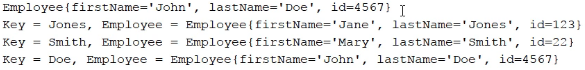 Employee{firstName='John', lastName='Doe', id=4567}
Key = Jones, Employee = Employee{firstName='Jane', lastName='Jones', id=123}
Key = Smith, Employee = Employee{firstName='Mary', lastName='Smith', id=22}
Key = Doe, Employee = Employee{firstName='John', lastName='Doe', id=4567}